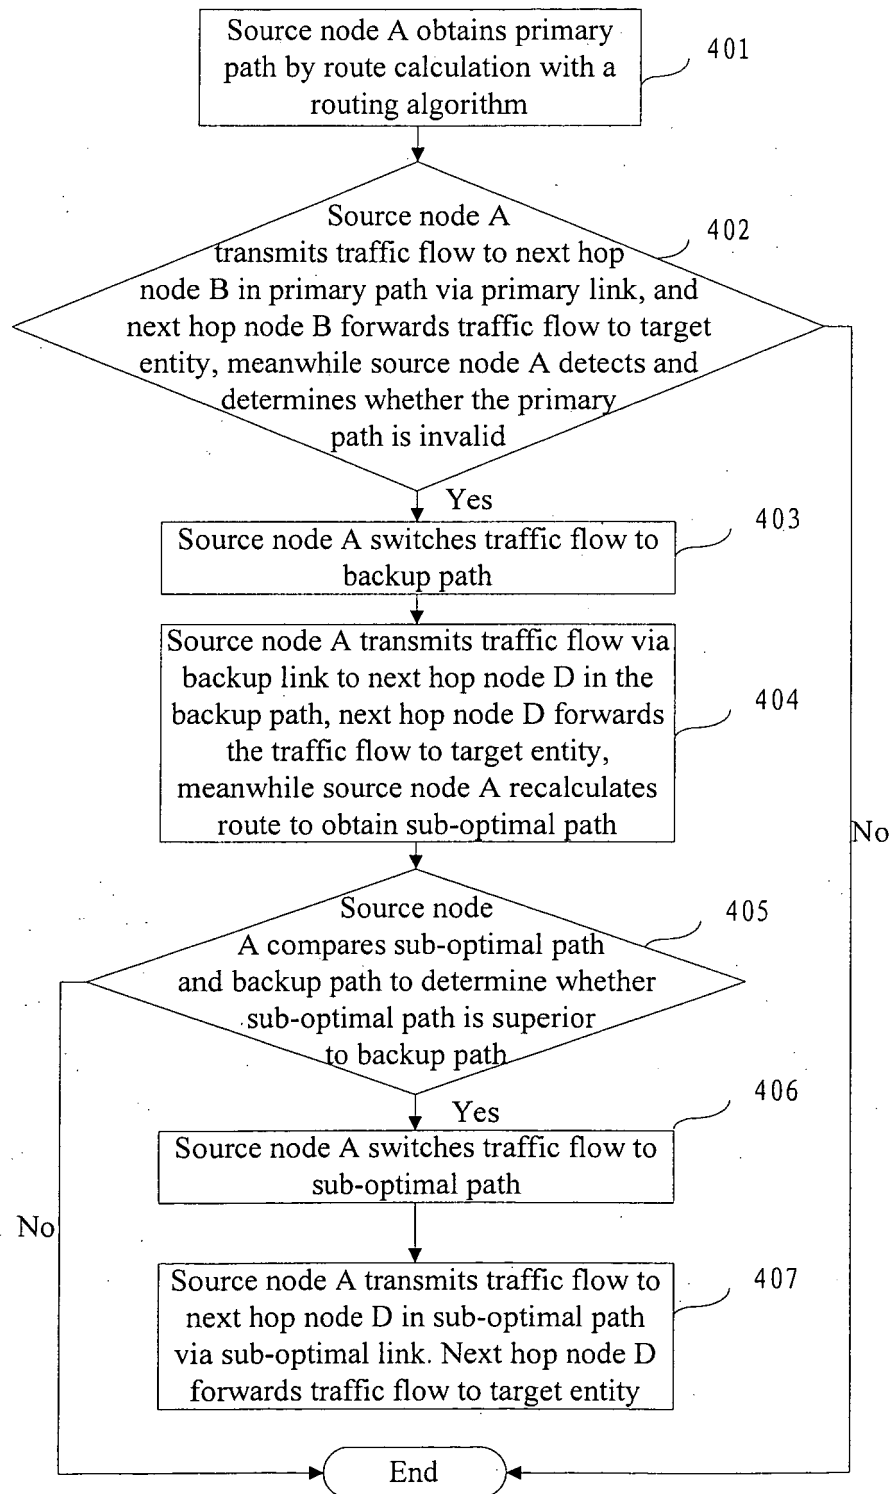 Source node A obtains primary
path by route calculation with a
routing algorithm
401
Source node A
transmits traffic flow to next hop
node B in primary path via primary link, and
next hop node B forwards traffic flow to target
entity, meanwhile source node A detects and
determines whether the primary
path is invalid
402
Yes
Source node A switches traffic flow to
backup path
403
Source node A transmits traffic flow via
backup link to next hop node D in the
backup path, next hop node D forwards
the traffic flow to target entity,
meanwhile source node A recalculates
route to obtain sub-optimal path
404
No
Source node
A compares sub-optimal path
and backup path to determine whether
sub-optimal path is superior
to backup path
405
Yes
Source node A switches traffic flow to
sub-optimal path
406
No
Source node A transmits traffic flow to
next hop node D in sub-optimal path
via sub-optimal link. Next hop node D
forwards traffic flow to target entity
407
End